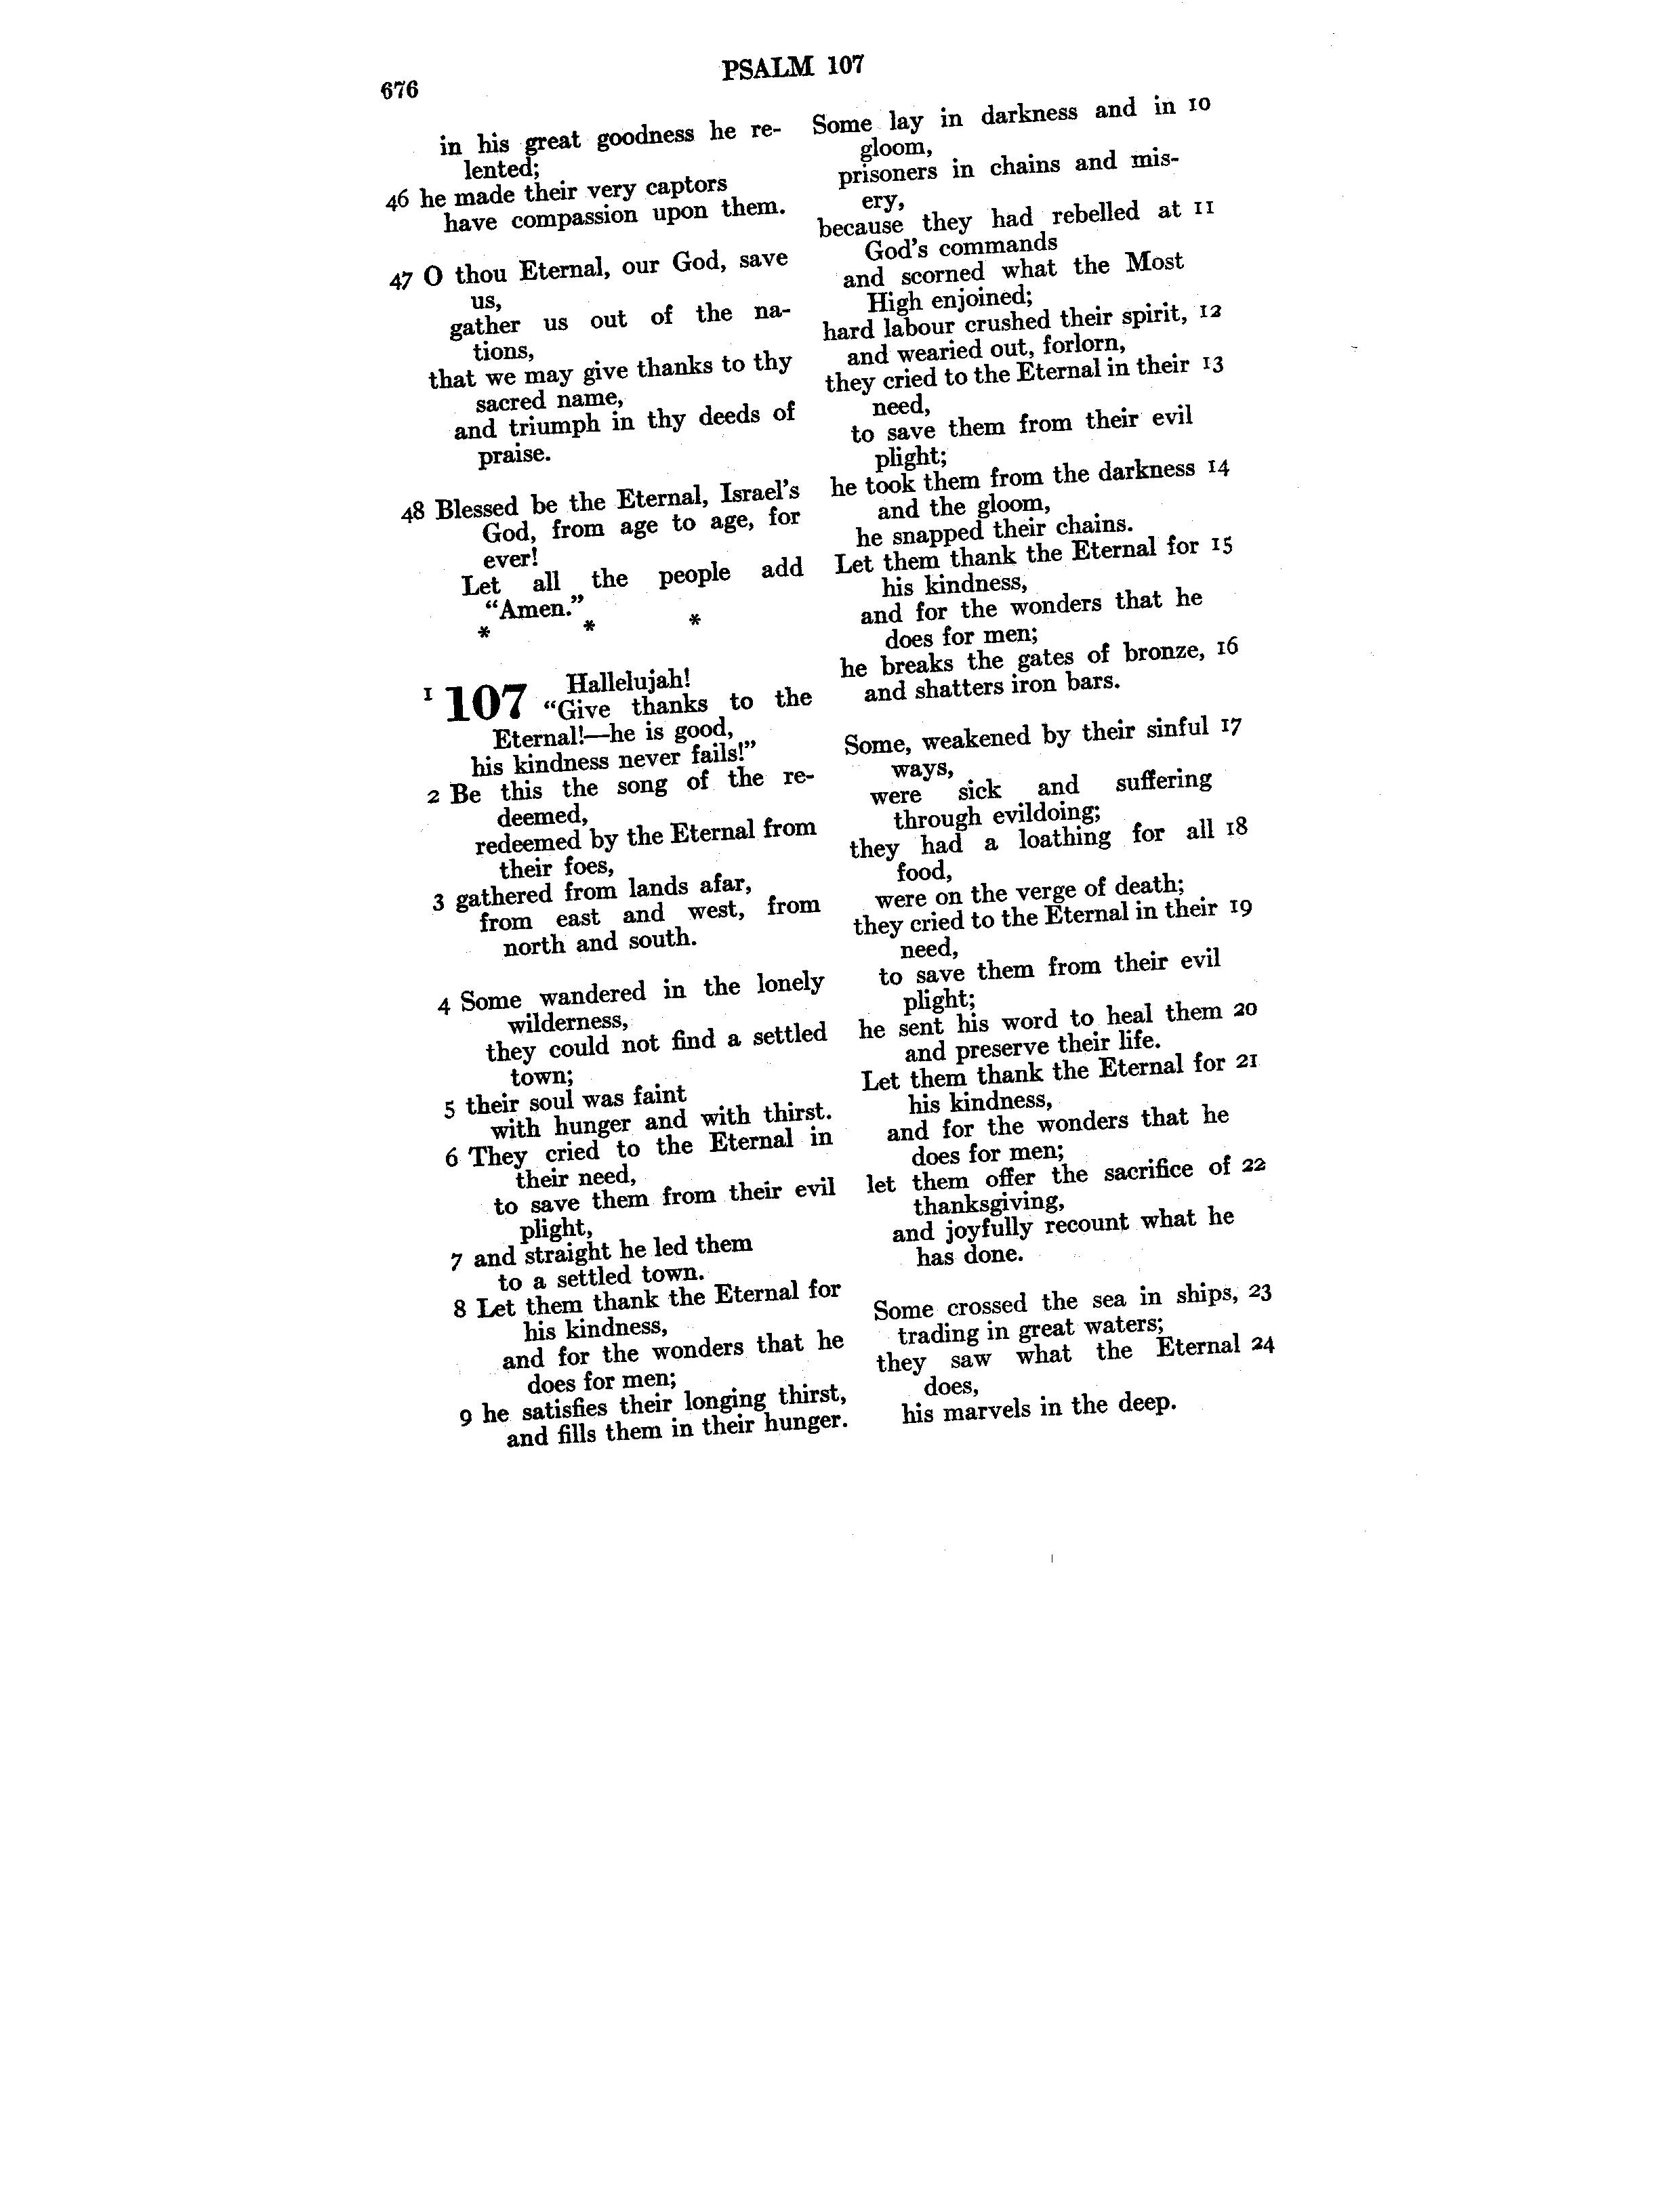 676
PSALM 107
in his great goodness he re-
lented;
46 he made their very captors
have compassion upon them.
47 O thou Eternal, our God, save
us,
gather us out of the na-
tions,
that we may give thanks to thy
sacred name,
and triumph in thy deeds of
praise.
48 Blessed be the Eternal, Israel's
God, from age to age, for
ever!
Let all the people add
“Amen.”
* * *
1 107 Hallelujah!
“Give thanks to the
Eternal!—he is good,
his kindness never fails!”
2 Be this the song of the re-
deemed,
redeemed by the Eternal from
their foes,
3 gathered from lands afar,
from east and west, from
north and south.
4 Some wandered in the lonely
wilderness,
they could not find a settled
town;
5 their soul was faint
with hunger and with thirst.
6 They cried to the Eternal in
their need,
to save them from their evil
plight,
7 and straight he led them
to a settled town.
8 Let them thank the Eternal for
his kindness,
and for the wonders that he
does for men;
9 he satisfies their longing thirst,
and fills them in their hunger.
Some lay in darkness and in 10
gloom,
prisoners in chains and mis-
ery,
because they had rebelled at 11
God's commands
and scorned what the Most
High enjoined;
hard labour crushed their spirit, 12
and wearied out, forlorn,
they cried to the Eternal in their 13
need,
to save them from their evil
plight;
he took them from the darkness 14
and the gloom,
he snapped their chains.
Let them thank the Eternal for 15
his kindness,
and for the wonders that he
does for men;
he breaks the gates of bronze, 16
and shatters iron bars.
Some, weakened by their sinful 17
ways,
were sick and suffering
through evildoing;
they had a loathing for all 18
food,
were on the verge of death;
they cried to the Eternal in their 19
need,
to save them from their evil
plight;
he sent his word to heal them 20
and preserve their life.
Let them thank the Eternal for 21
his kindness,
and for the wonders that he
does for men;
let them offer the sacrifice of 22
thanksgiving,
and joyfully recount what he
has done.
Some crossed the sea in ships, 23
trading in great waters;
they saw what the Eternal 24
does,
his marvels in the deep.